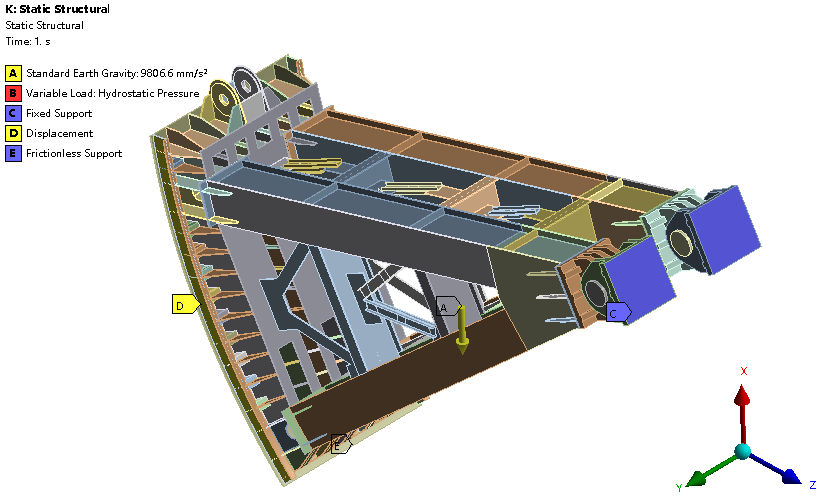 K: Static Structural
Static Structural
Time: 1. s
A Standard Earth Gravity: 9806.6 mm/s²
B Variable Load: Hydrostatic Pressure
C Fixed Support
D Displacement
E Frictionless Support
D
A
C
E
X
Y
Z